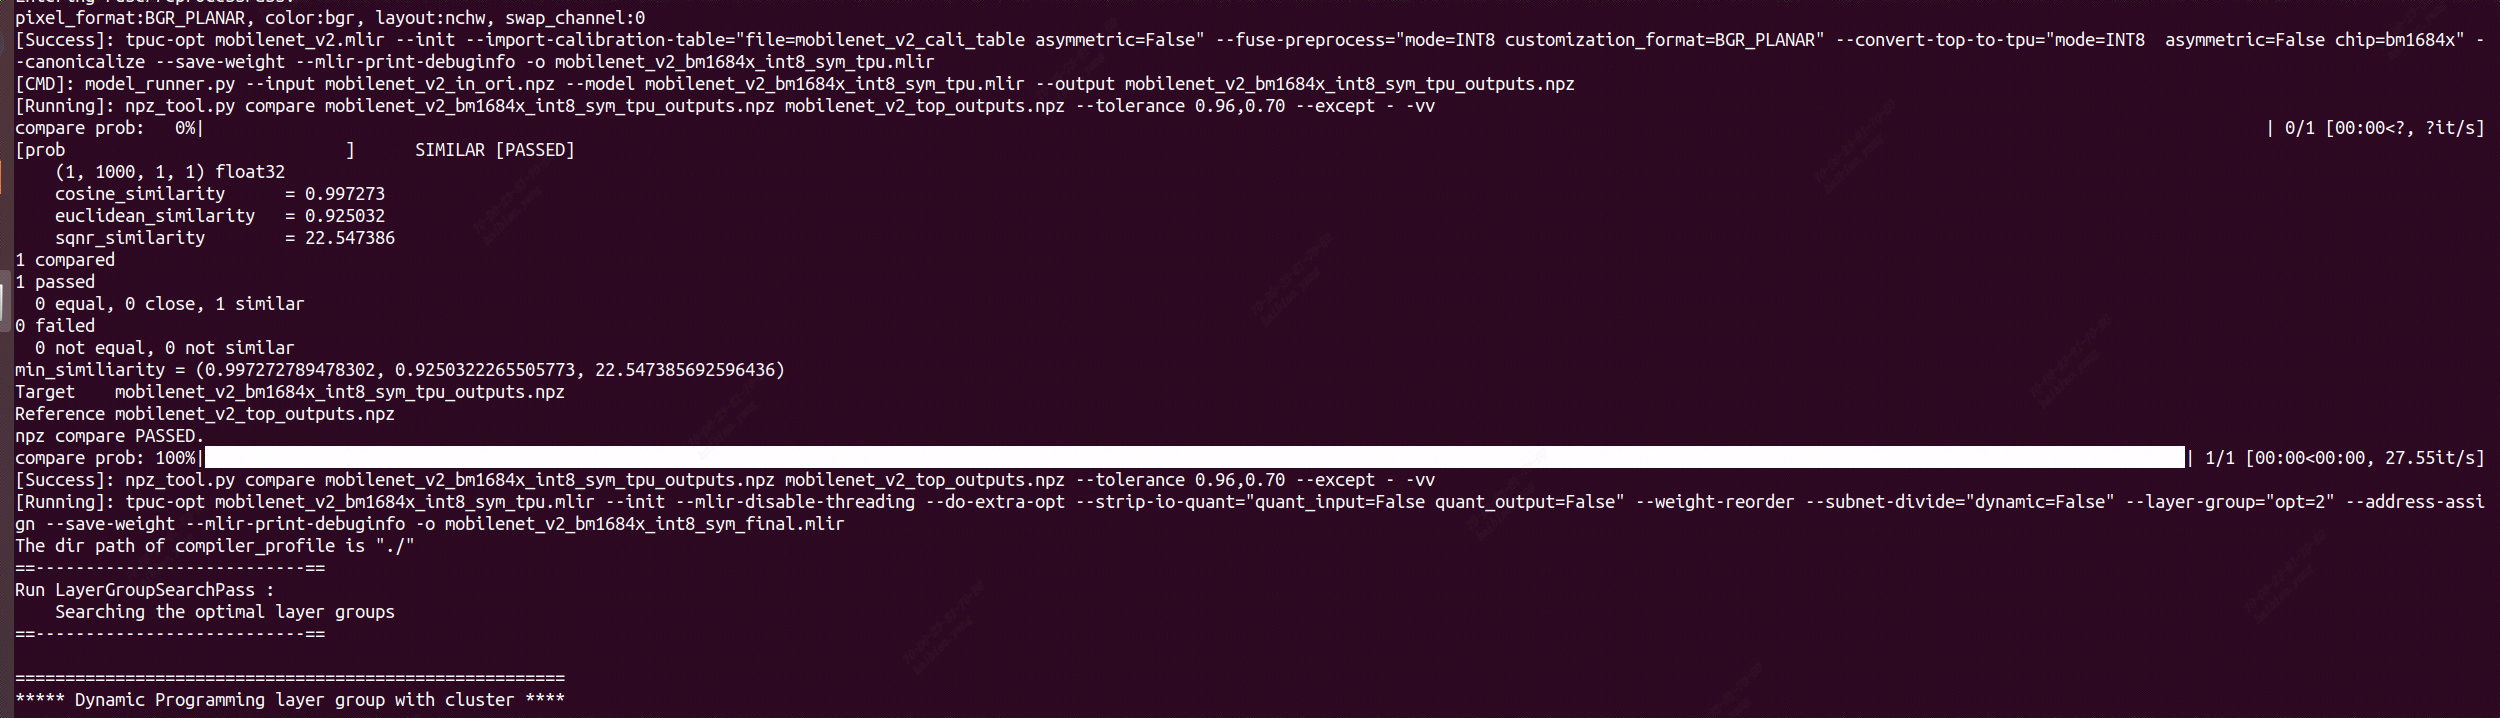 pixel_format:BGR_PLANAR, color:bgr, layout:nchw, swap_channel:0
[Success]: tpuc-opt mobilenet_v2.mlir --init --import-calibration-table="file=mobilenet_v2_cali_table asymmetric=False" --fuse-preprocess="mode=INT8 customization_format=BGR_PLANAR" --convert-top-to-tpu="mode=INT8  asymmetric=False chip=bm1684x" -
-canonicalize --save-weight --mlir-print-debuginfo -o mobilenet_v2_bm1684x_int8_sym_tpu.mlir
[CMD]: model_runner.py --input mobilenet_v2_in_ori.npz --model mobilenet_v2_bm1684x_int8_sym_tpu.mlir --output mobilenet_v2_bm1684x_int8_sym_tpu_outputs.npz
[Running]: npz_tool.py compare mobilenet_v2_bm1684x_int8_sym_tpu_outputs.npz mobilenet_v2_top_outputs.npz --tolerance 0.96,0.70 --except - -vv
compare prob:   0%|                    | 0/1 [00:00<?, ?it/s]
[prob                            ]      SIMILAR [PASSED]
    (1, 1000, 1, 1) float32
    cosine_similarity      = 0.997273
    euclidean_similarity   = 0.925032
    sqnr_similarity        = 22.547386
1 compared
1 passed
  0 equal, 0 close, 1 similar
0 failed
  0 not equal, 0 not similar
min_similiarity = (0.997272789478302, 0.9250322265505773, 22.547385692596436)
Target    mobilenet_v2_bm1684x_int8_sym_tpu_outputs.npz
Reference mobilenet_v2_top_outputs.npz
npz compare PASSED.
compare prob: 100%|                    | 1/1 [00:00<00:00, 27.55it/s]
[Success]: npz_tool.py compare mobilenet_v2_bm1684x_int8_sym_tpu_outputs.npz mobilenet_v2_top_outputs.npz --tolerance 0.96,0.70 --except - -vv
[Running]: tpuc-opt mobilenet_v2_bm1684x_int8_sym_tpu.mlir --init --mlir-disable-threading --do-extra-opt --strip-io-quant="quant_input=False quant_output=False" --weight-reorder --subnet-divide="dynamic=False" --layer-group="opt=2" --address-assi
gn --save-weight --mlir-print-debuginfo -o mobilenet_v2_bm1684x_int8_sym_final.mlir
The dir path of compiler_profile is "./"
==---------------------------==
Run LayerGroupSearchPass :
    Searching the optimal layer groups
==---------------------------==
=======================================================
***** Dynamic Programming layer group with cluster ****